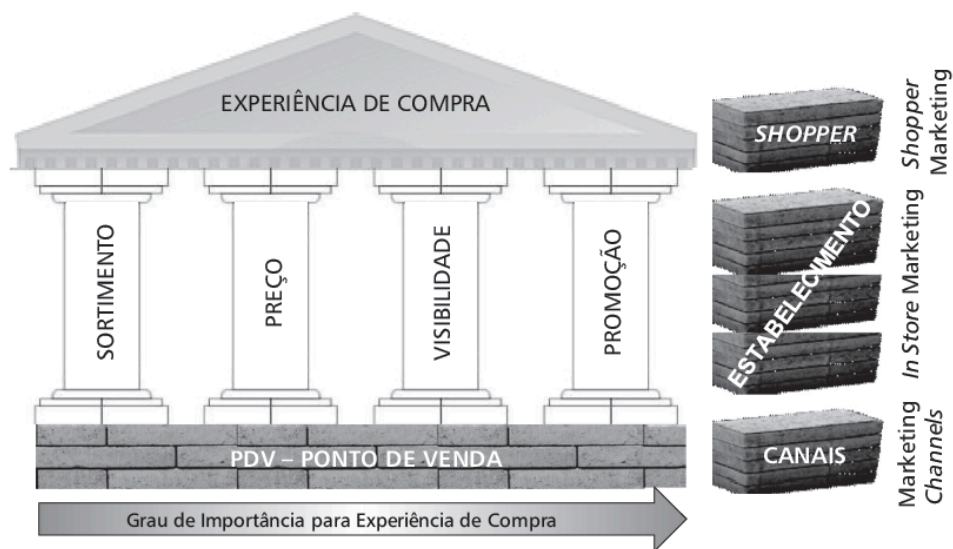 EXPERIÊNCIA DE COMPRA
SORTIMENTO
PREÇO
VISIBILIDADE
PROMOÇÃO
PDV – PONTO DE VENDA
Grau de Importância para Experiência de Compra
SHOPPER
Shopper
Marketing
ESTABELECIMENTO
In Store Marketing
CANAIS
Marketing
Channels